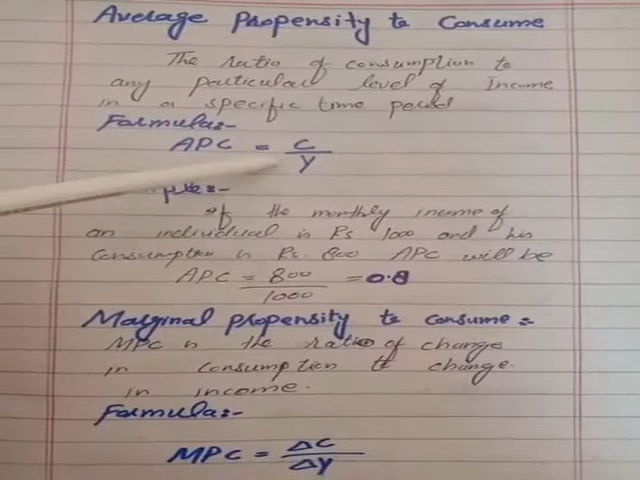 Average Propensity to Consume
The ratio of consumption to
any particular level of Income
in a specific time period
Formula:-
APC = C/Y
If the monthly income of
an individual is Rs 1000 and his
Consumption is Rs. 800 APC will be
APC = 800/1000 = 0.8
Marginal propensity to consume:-
MPC is the ratio of change
in consumption to change
in income.
Formula:-
MPC = ΔC/ΔY